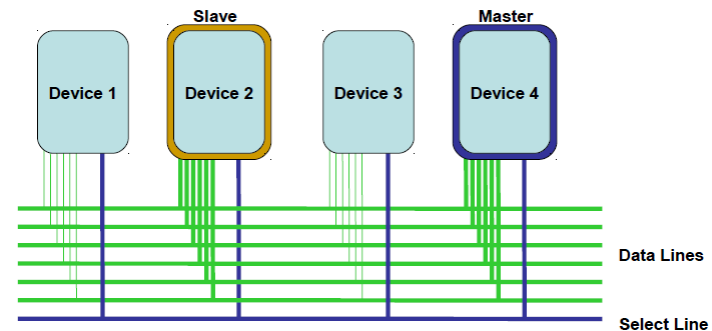 Slave
Master
Device 1
Device 2
Device 3
Device 4
Data Lines
Select Line